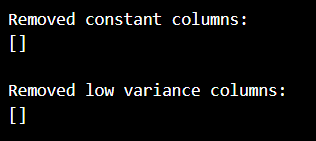 Removed constant columns:
[]
Removed low variance columns:
[]